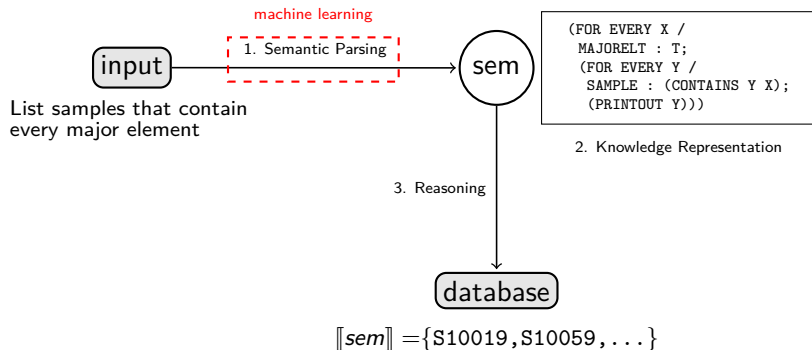 machine learning
1. Semantic Parsing
input
sem
(FOR EVERY X /
MAJORELT : T;
(FOR EVERY Y /
SAMPLE : (CONTAINS Y X);
(PRINTOUT Y)))
List samples that contain
every major element
2. Knowledge Representation
3. Reasoning
database
⟦sem⟧ ={S10019,S10059,...}